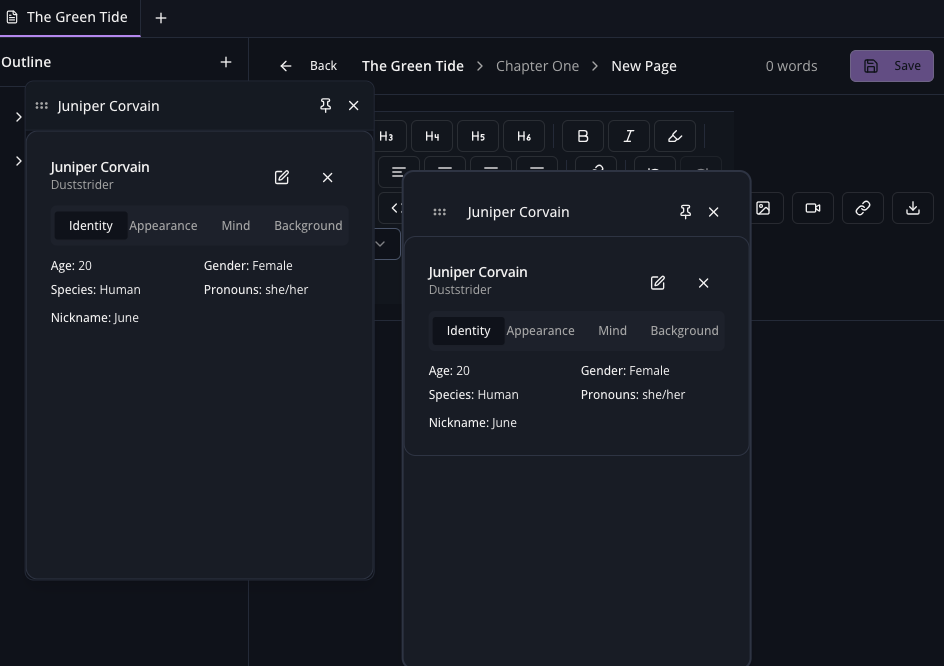 The Green Tide
Outline
Back The Green Tide Chapter One New Page 0 words Save
H3 H4 H5 H6 B I
Juniper Corvain
Juniper Corvain
Duststrider
Identity Appearance Mind Background
Age: 20 Gender: Female
Species: Human Pronouns: she/her
Nickname: June
Juniper Corvain
Juniper Corvain
Duststrider
Identity Appearance Mind Background
Age: 20 Gender: Female
Species: Human Pronouns: she/her
Nickname: June